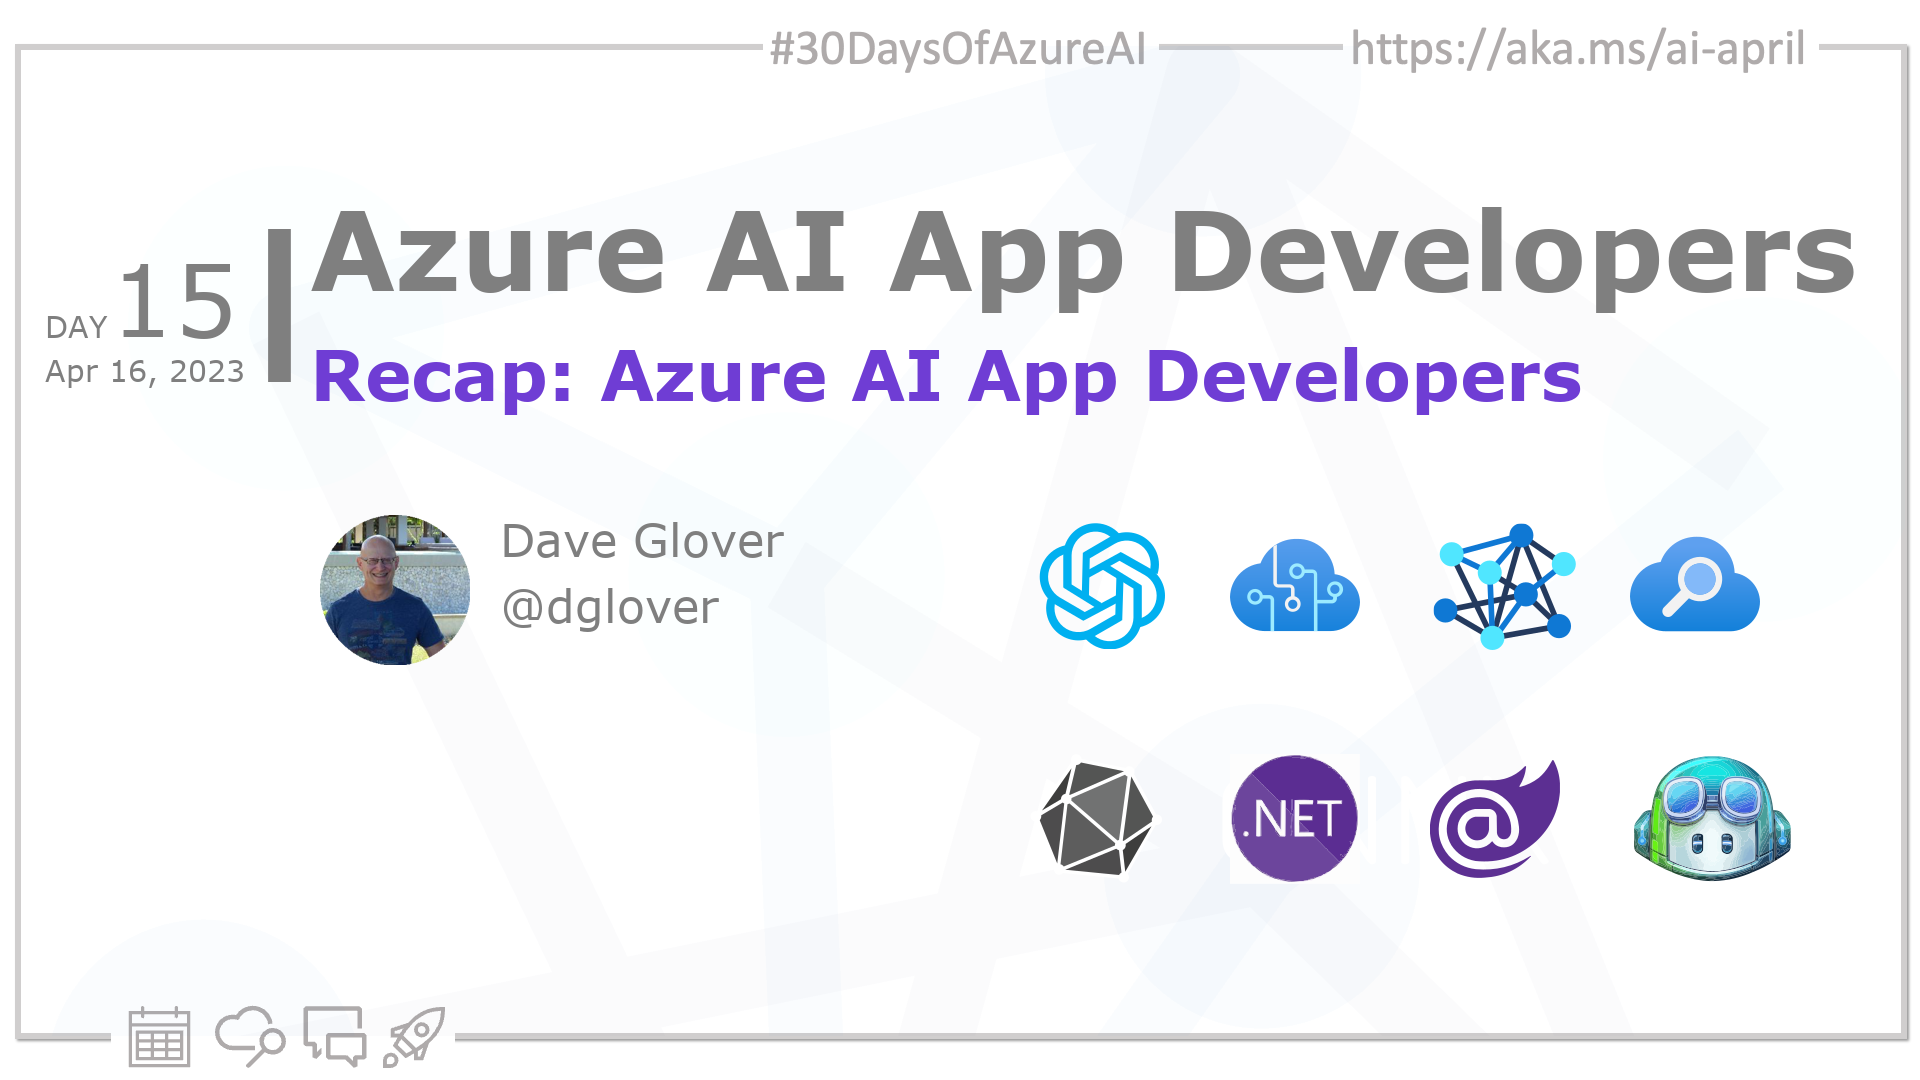 #30DaysOfAzureAI
https://aka.ms/ai-april
Azure AI App Developers
DAY 15
Apr 16, 2023
Recap: Azure AI App Developers
Dave Glover
@dglover
.NET
@